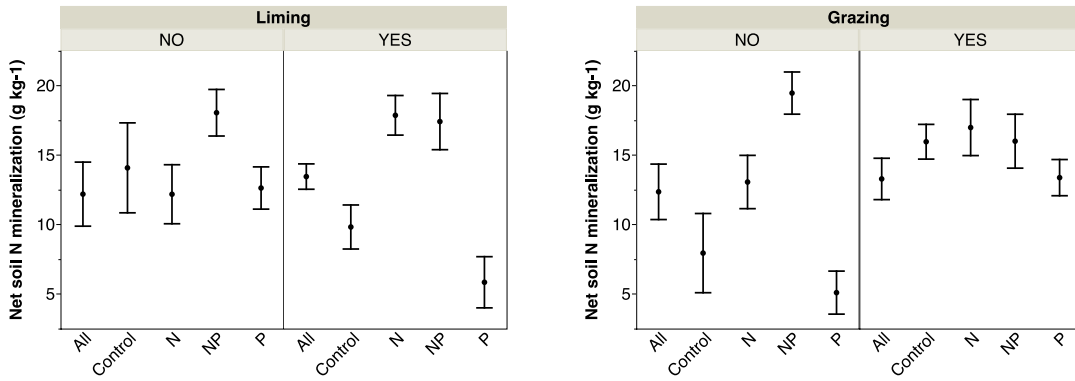 Liming
NO YES
Net soil N mineralization (g kg-1)
20
15
10
5
All Control N NP P All Control N NP P
Grazing
NO YES
Net soil N mineralization (g kg-1)
20
15
10
5
All Control N NP P All Control N NP P